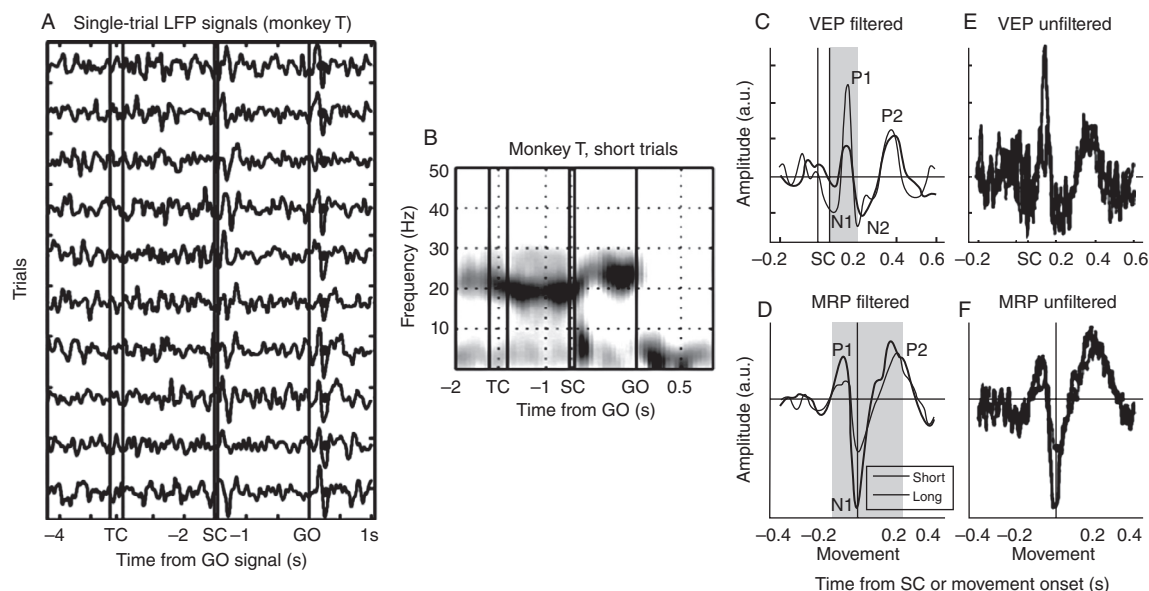 A Single-trial LFP signals (monkey T)
Trials
–4 TC –2 SC –1 GO 1s
Time from GO signal (s)
B
Monkey T, short trials
Frequency (Hz)
50
40
30
20
10
–2 TC –1 SC GO 0.5
Time from GO (s)
C VEP filtered
Amplitude (a.u.)
P1
P2
N1
N2
–0.2 SC 0.2 0.4 0.6
E VEP unfiltered
–0.2 SC 0.2 0.4 0.6
D MRP filtered
Amplitude (a.u.)
P1
P2
N1
Short
Long
–0.4 –0.2 0.2 0.4
Movement
F MRP unfiltered
–0.4 –0.2 0.2 0.4
Movement
Time from SC or movement onset (s)